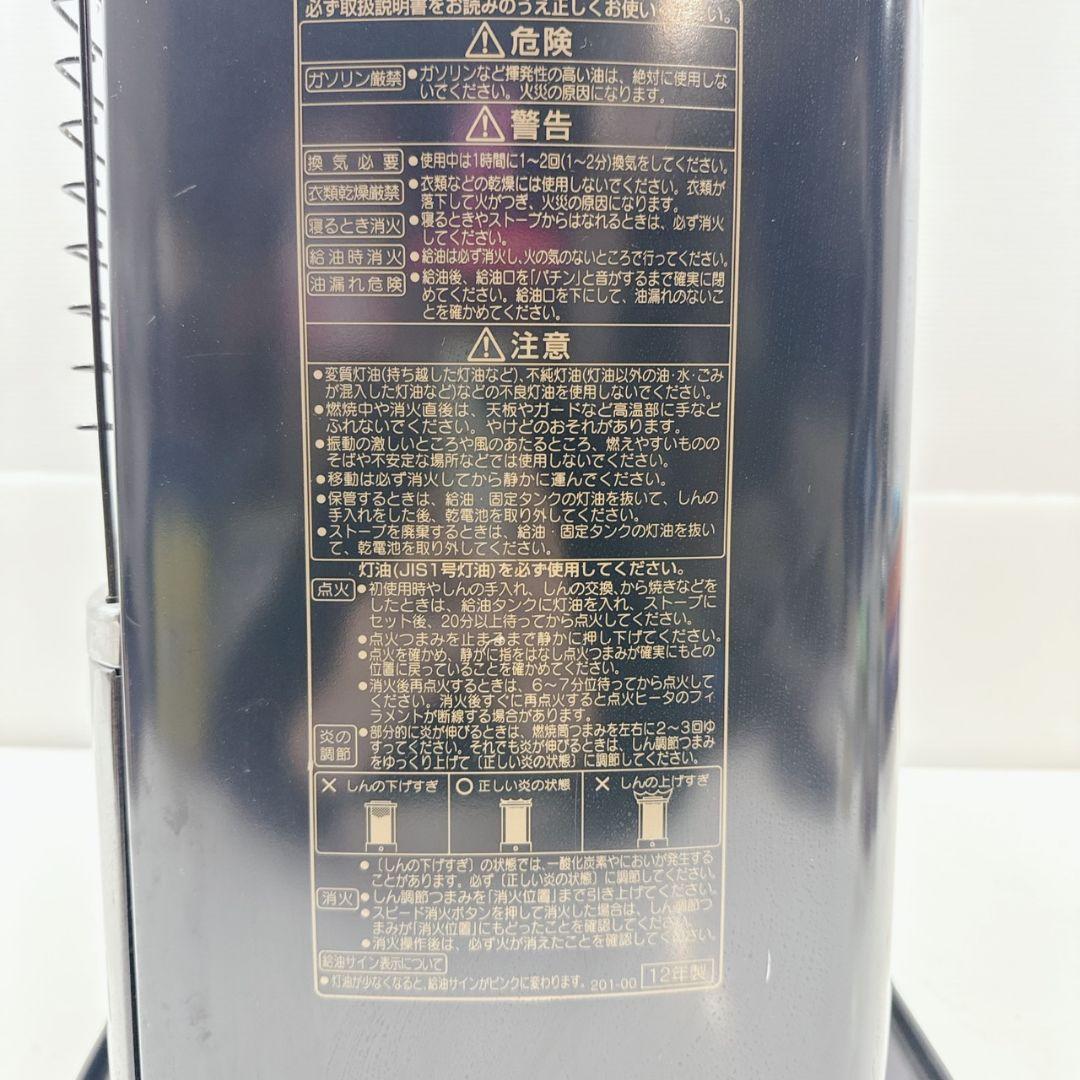 必ず取扱説明書をお読みのうえ正しくお使いください。
⚠危険
ガソリン厳禁 ●ガソリンなど揮発性の高い油は、絶対に使用しな
いでください。火災の原因になります。
⚠警告
換気必要 ●使用中は1時間に1〜2回(1〜2分)換気をしてください。
衣類乾燥厳禁 ●衣類などの乾燥には使用しないでください。衣類が
落下して火がつき、火災の原因になります。
寝るとき消火 ●寝るときやストーブからはなれるときは、必ず消火
してください。
給油時消火 ●給油は必ず消火し、火の気のないところで行ってください。
油漏れ危険 ●給油後、給油口を「パチン」と音がするまで確実に閉
めてください。給油口を下にして、油漏れのないこ
とを確かめてください。
⚠注意
●変質灯油(持ち越した灯油など)、不純灯油(灯油以外の油・水・ごみ
が混入した灯油など)などの不良灯油を使用しないでください。
●燃焼中や消火直後は、天板やガードなど高温部に手など
ふれないでください。やけどのおそれがあります。
●振動の激しいところや風のあたるところ、燃えやすいものの
そばや不安定な場所などでは使用しないでください。
●移動は必ず消火してから静かに運んでください。
●保管するときは、給油・固定タンクの灯油を抜いて、しんの
手入れをした後、乾電池を取り外してください。
●ストーブを廃棄するときは、給油 固定タンクの灯油を抜い
て、乾電池を取り外してください。
灯油(JIS1号灯油)を必ず使用してください。
点火 ●初使用時やしんの手入れ、しんの交換、から焼きなどを
したときは、給油タンクに灯油を入れ、ストーブに
セット後、20分以上待ってから点火してください。
●点火つまみを止まるまで静かに押し下げてください。
●点火を確かめ、静かに指をはなし点火つまみが確実にもとの
位置に戻っていることを確かめてください。
●消火後再点火するときは、6〜7分位待ってから点火して
ください。消火後すぐに再点火すると点火ヒータのフィ
ラメントが断線する場合があります。
炎の調節 ●部分的に炎が伸びるときは、燃焼筒つまみを左右に2〜3回ゆ
すってください。それでも炎が伸びるときは、しん調節つまみ
をゆっくり上げて〔正しい炎の状態〕に調節してください。
× しんの下げすぎ ○ 正しい炎の状態 × しんの上げすぎ
●〔しんの下げすぎ〕の状態では、一酸化炭素やにおいが発生する
ことがあります。必ず〔正しい炎の状態〕に調節してください。
消火 ●しん調節つまみを「消火位置」まで引き上げてください。
●スピード消火ボタンを押して消火した場合は、しん調節つ
まみが「消火位置」にもどったことを確認してください。
●消火操作後は、必ず火が消えたことを確認してください。
給油サイン表示について
●灯油が少なくなると、給油サインがピンクに変わります。 201-00 12年製